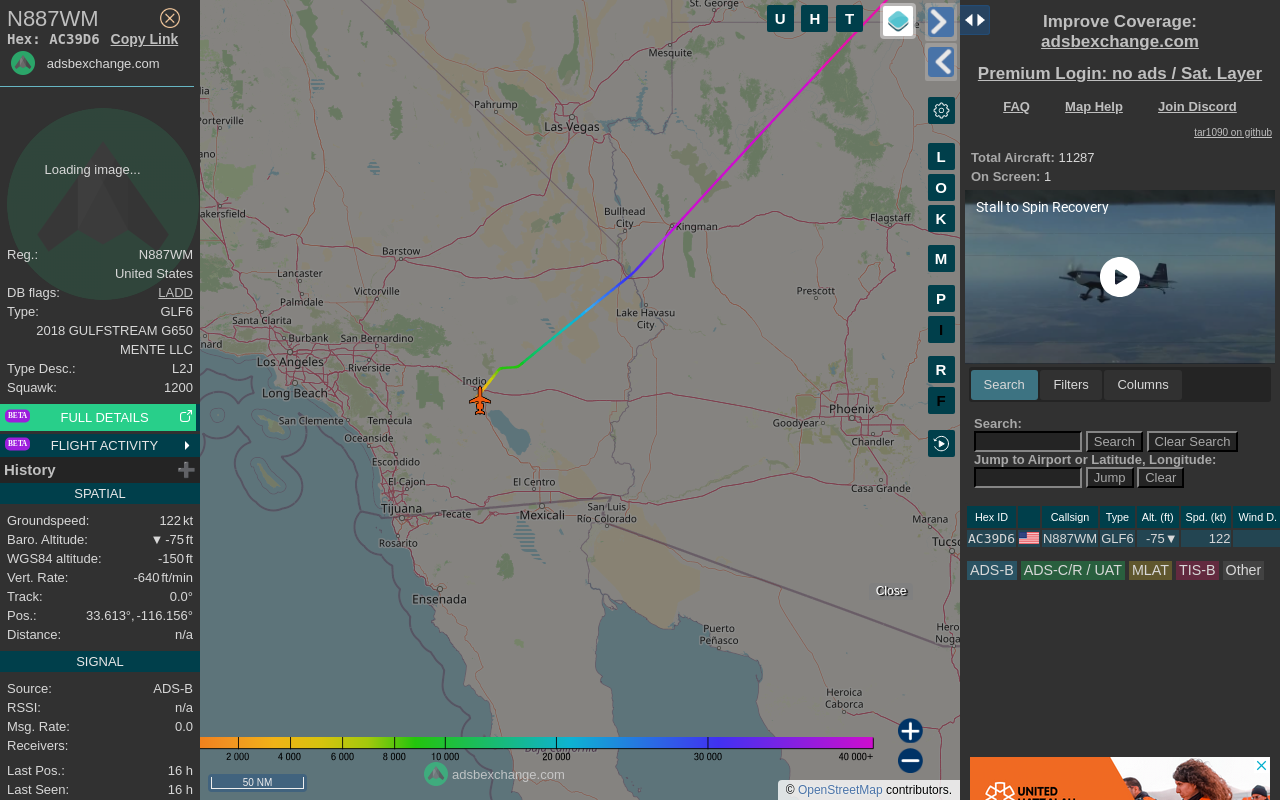 N887WM
Hex: AC39D6 Copy Link
adsbexchange.com
Loading image...
Reg.: N887WM
United States
DB flags: LADD
Type: GLF6
2018 GULFSTREAM G650
MENTE LLC
Type Desc.: L2J
Squawk: 1200
BETA FULL DETAILS
BETA FLIGHT ACTIVITY
History
SPATIAL
Groundspeed: 122 kt
Baro. Altitude: ▼ -75 ft
WGS84 altitude: -150 ft
Vert. Rate: -640 ft/min
Track: 0.0°
Pos.: 33.613°, -116.156°
Distance: n/a
SIGNAL
Source: ADS-B
RSSI: n/a
Msg. Rate: 0.0
Receivers:
Last Pos.: 16 h
Last Seen: 16 h
St. George
Mesquite
Pahrump
Las Vegas
Porterville
Bullhead
City
Kingman
Flagstaff
Barstow
Lancaster
Victorville
Palmdale
Prescott
Santa Clarita
Lake Havasu
City
Burbank
San Bernardino
Los Angeles
Riverside
Indio
Long Beach
Phoenix
San Clemente
Temecula
Goodyear
Oceanside
Chandler
Escondido
El Cajon
El Centro
Casa Grande
Tijuana
Tecate
Mexicali
San Luis
Río Colorado
Marana
Rosarito
Ensenada
Puerto
Peñasco
Heroica
Caborca
Baja California
U H T
L
O
K
M
P
I
R
F
Close
2 000 4 000 6 000 8 000 10 000 20 000 30 000 40 000+
50 NM
adsbexchange.com
© OpenStreetMap contributors.
Improve Coverage:
adsbexchange.com
Premium Login: no ads / Sat. Layer
FAQ Map Help Join Discord
tar1090 on github
Total Aircraft: 11287
On Screen: 1
Stall to Spin Recovery
Search Filters Columns
Search:
Search Clear Search
Jump to Airport or Latitude, Longitude:
Jump Clear
Hex ID Callsign Type Alt. (ft) Spd. (kt) Wind D.
AC39D6 N887WM GLF6 -75▼ 122
ADS-B ADS-C/R / UAT MLAT TIS-B Other
UNITED